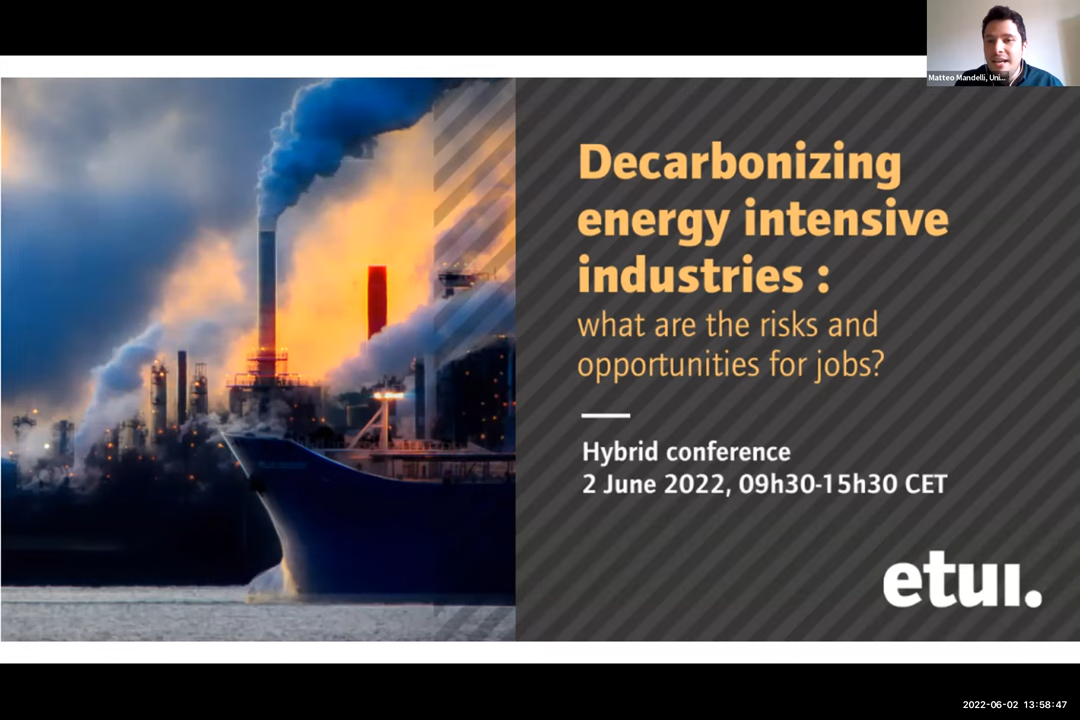 Matteo Mandelli, Uni...
Decarbonizing
energy intensive
industries :
what are the risks and
opportunities for jobs?
Hybrid conference
2 June 2022, 09h30-15h30 CET
etui.
2022-06-02 13:58:47